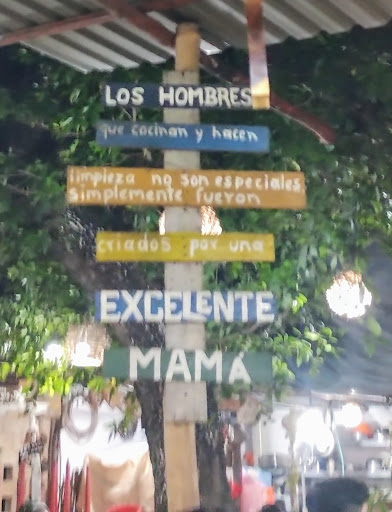 LOS HOMBRES
que cocinan y hacen
limpieza no son especiales
simplemente fueron
criados por una
EXCELENTE
MAMÁ